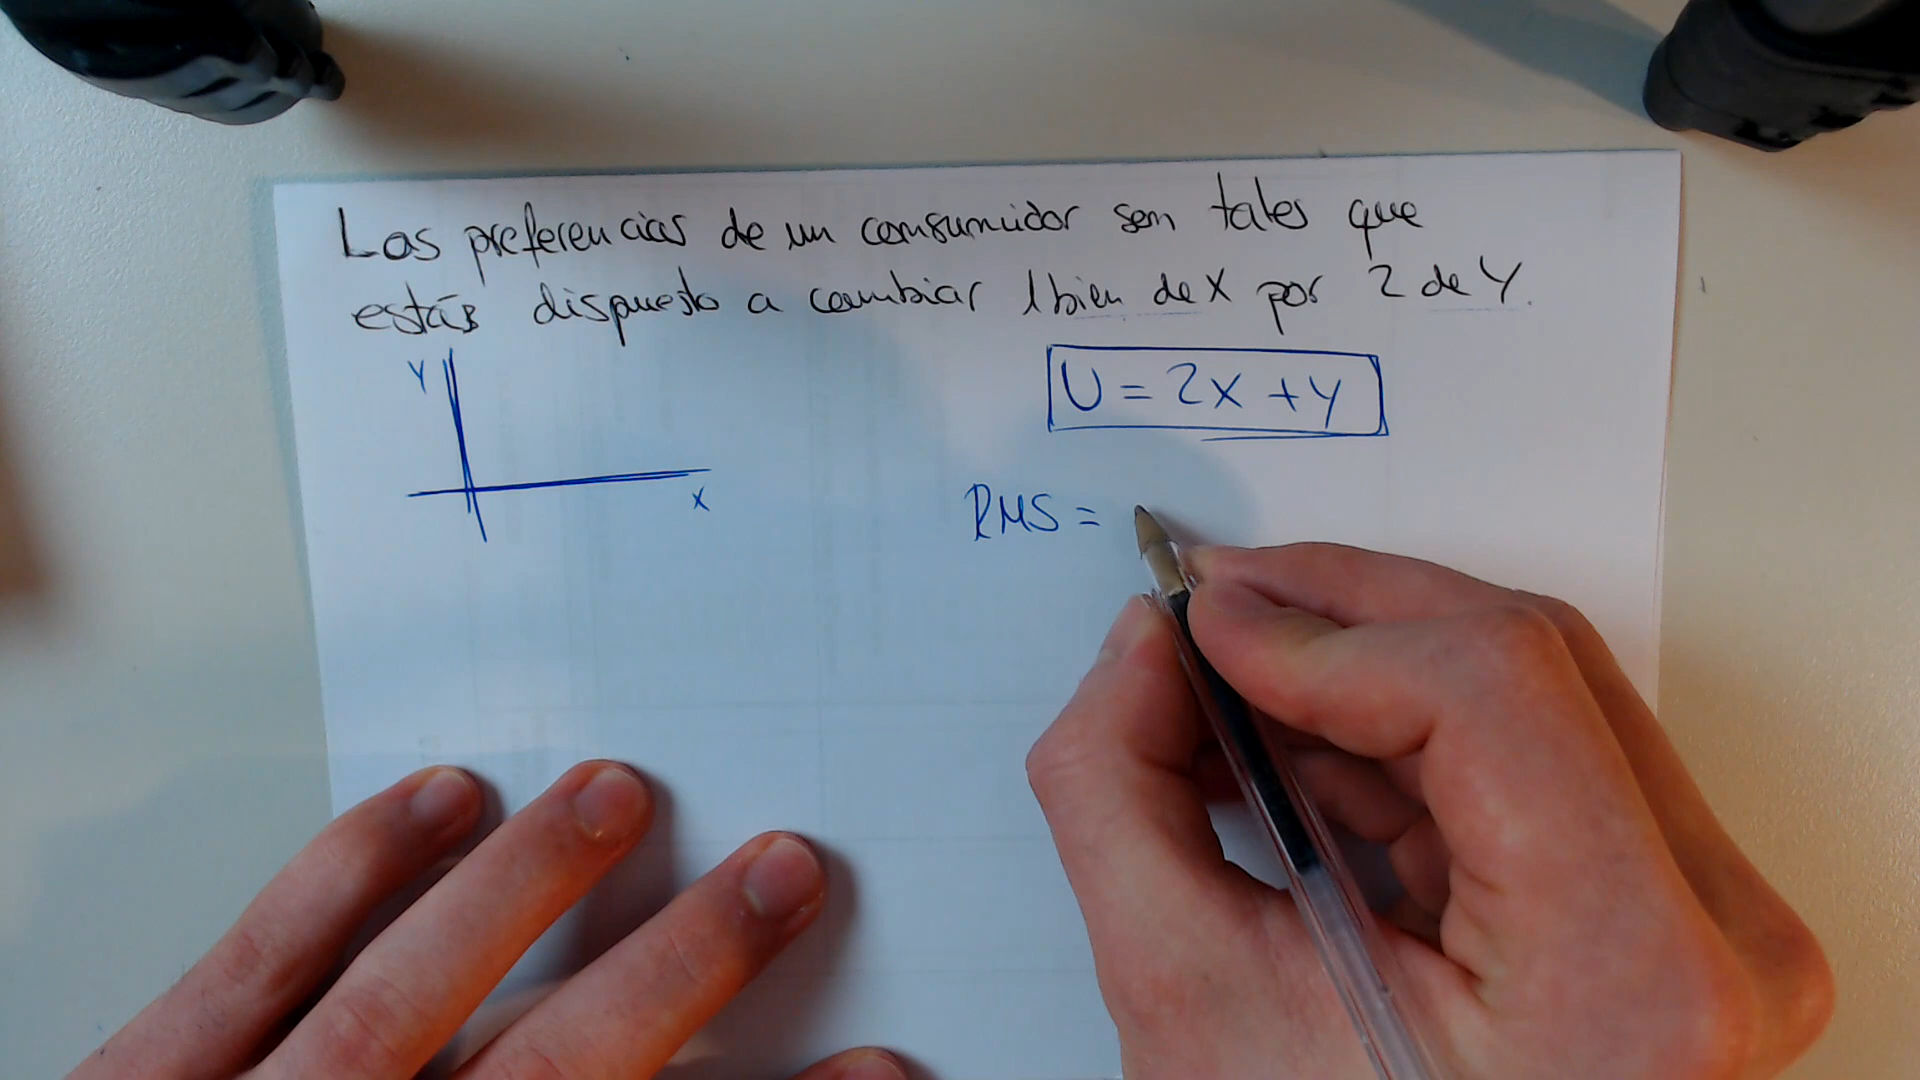 Las preferencias de un consumidor son tales que
estás dispuesto a cambiar 1 bien de X por 2 de Y.
Y
U = 2X + Y
X
RMS =